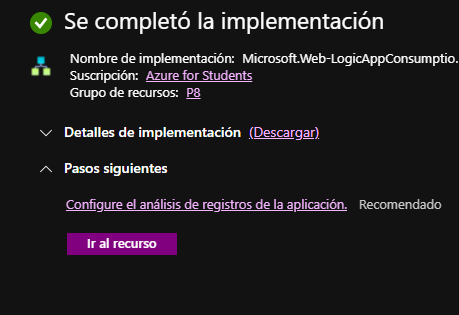 Se completó la implementación
Nombre de implementación: Microsoft.Web-LogicAppConsumptio.
Suscripción: Azure for Students
Grupo de recursos: P8
Detalles de implementación (Descargar)
Pasos siguientes
Configure el análisis de registros de la aplicación. Recomendado
Ir al recurso